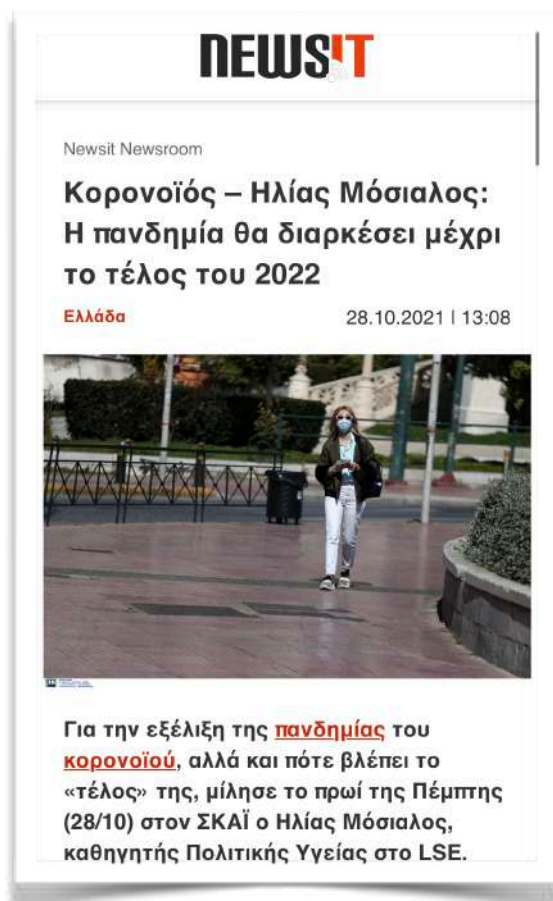 NEWSIT
Newsit Newsroom
Κορονοϊός – Ηλίας Μόσιαλος:
Η πανδημία θα διαρκέσει μέχρι
το τέλος του 2022
Ελλάδα 28.10.2021 | 13:08
Για την εξέλιξη της πανδημίας του
κορονοϊού, αλλά και πότε βλέπει το
«τέλος» της, μίλησε το πρωί της Πέμπτης
(28/10) στον ΣΚΑΪ ο Ηλίας Μόσιαλος,
καθηγητής Πολιτικής Υγείας στο LSE.